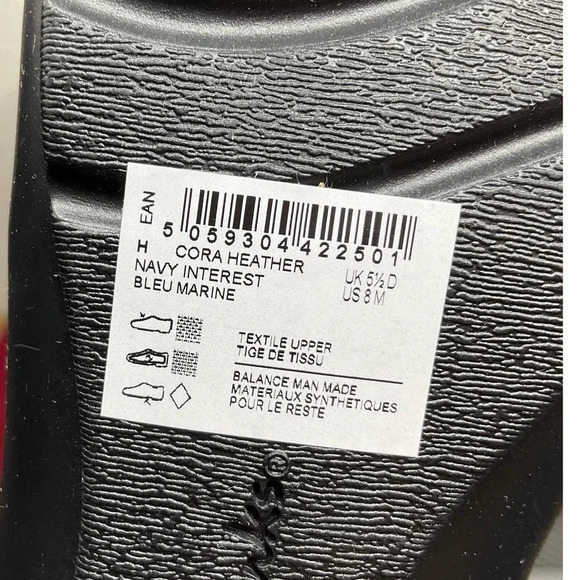 EAN
5 059304 422501
H CORA HEATHER
NAVY INTEREST
BLEU MARINE
UK 5½ D
US 8 M
TEXTILE UPPER
TIGE DE TISSU
BALANCE MAN MADE
MATERIAUX SYNTHETIQUES
POUR LE RESTE